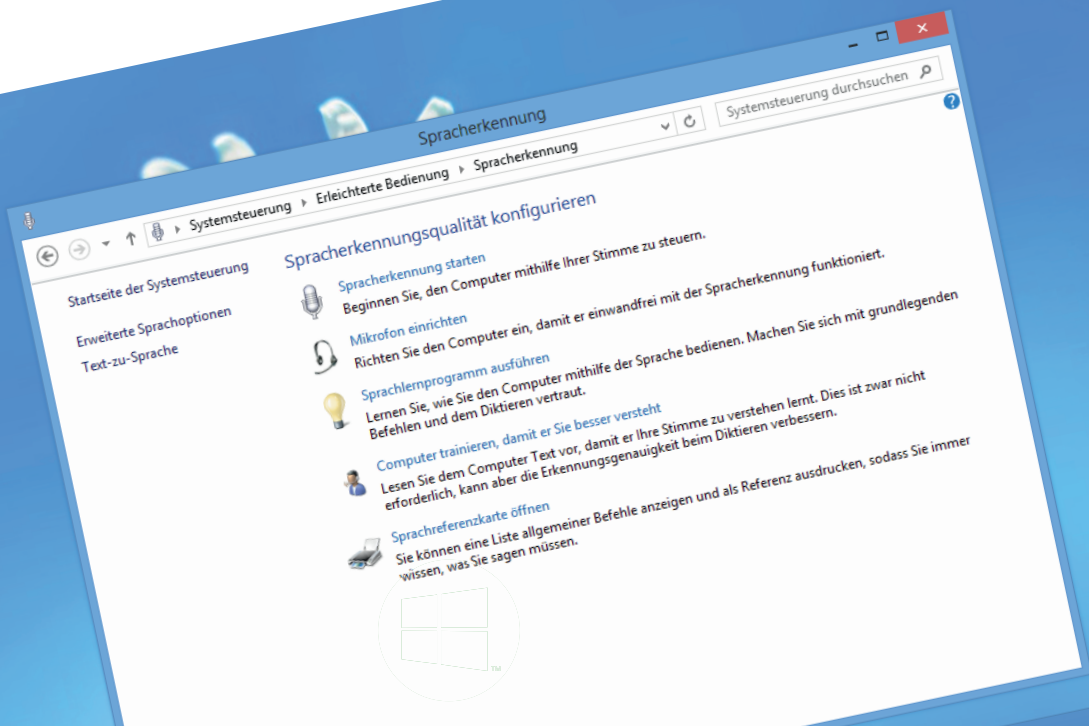 Spracherkennung
Systemsteuerung
Erleichterte Bedienung
Spracherkennung
Systemsteuerung durchsuchen
Startseite der Systemsteuerung
Erweiterte Sprachoptionen
Text-zu-Sprache
Spracherkennungsqualität konfigurieren
Spracherkennung starten
Beginnen Sie, den Computer mithilfe Ihrer Stimme zu steuern.
Mikrofon einrichten
Richten Sie den Computer ein, damit er einwandfrei mit der Spracherkennung funktioniert.
Sprachlernprogramm ausführen
Lernen Sie, wie Sie den Computer mithilfe der Sprache bedienen. Machen Sie sich mit grundlegenden
Befehlen und dem Diktieren vertraut.
Computer trainieren, damit er Sie besser versteht
Lesen Sie dem Computer Text vor, damit er Ihre Stimme zu verstehen lernt. Dies ist zwar nicht
erforderlich, kann aber die Erkennungsgenauigkeit beim Diktieren verbessern.
Sprachreferenzkarte öffnen
Sie können eine Liste allgemeiner Befehle anzeigen und als Referenz ausdrucken, sodass Sie immer
wissen, was Sie sagen müssen.
TM